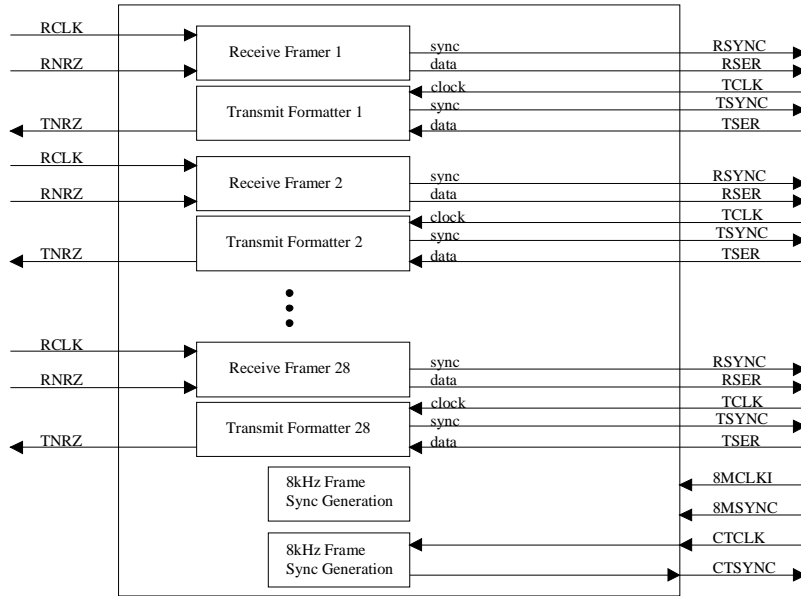 RCLK
Receive Framer 1
sync
RSYNC
RNRZ
data
RSER
clock
TCLK
Transmit Formatter 1
sync
TSYNC
TNRZ
data
TSER
RCLK
Receive Framer 2
sync
RSYNC
RNRZ
data
RSER
clock
TCLK
Transmit Formatter 2
sync
TSYNC
TNRZ
data
TSER
RCLK
Receive Framer 28
sync
RSYNC
RNRZ
data
RSER
clock
TCLK
Transmit Formatter 28
sync
TSYNC
TNRZ
data
TSER
8kHz Frame
Sync Generation
8MCLKI
8MSYNC
8kHz Frame
Sync Generation
CTCLK
CTSYNC